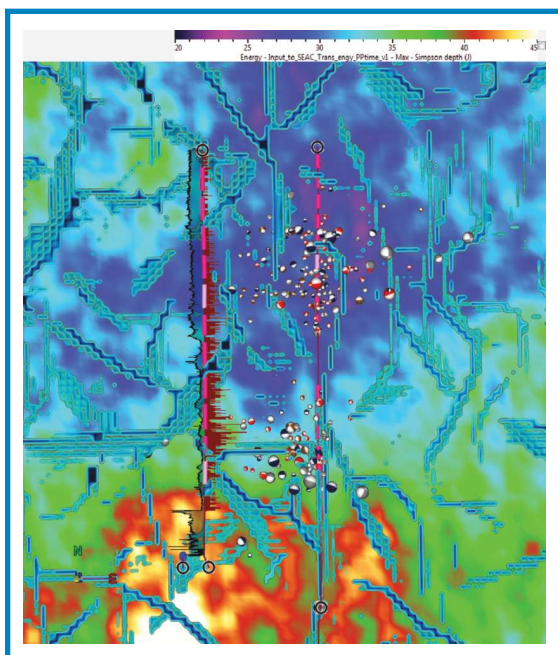 20 25 30 35 40 45
Energy - Input_to_SEAC_Trans_engy_PPtime_v1 - Max - Simpson depth (J)
N